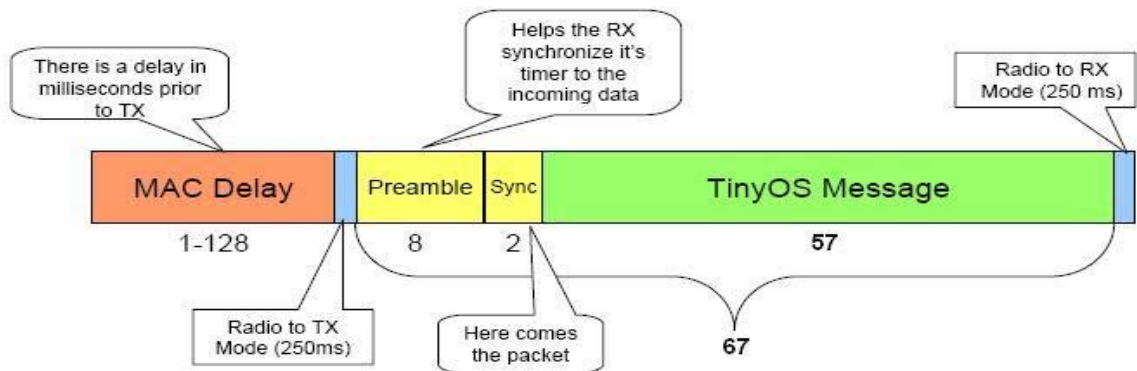 There is a delay in
milliseconds prior
to TX
Helps the RX
synchronize it's
timer to the
incoming data
Radio to RX
Mode (250 ms)
MAC Delay
Preamble
Sync
TinyOS Message
1-128
8
2
57
Radio to TX
Mode (250ms)
Here comes
the packet
67